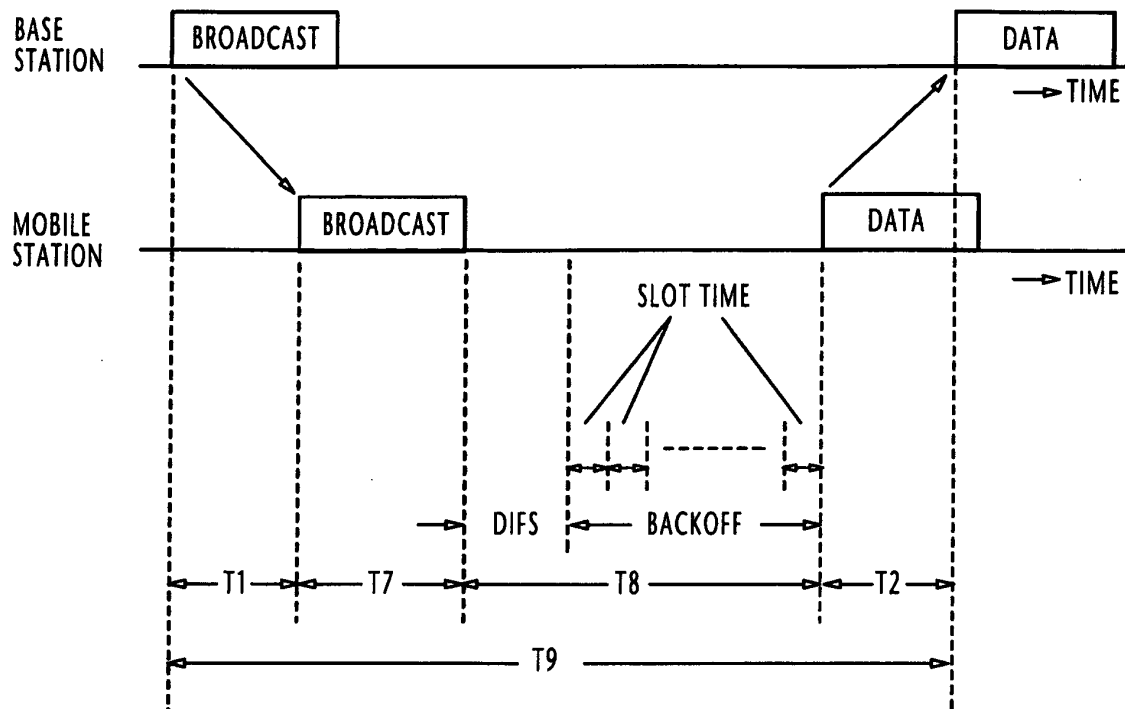 BASE
STATION
BROADCAST
DATA
TIME
MOBILE
STATION
BROADCAST
DATA
TIME
SLOT TIME
DIFS
BACKOFF
T1
T7
T8
T2
T9